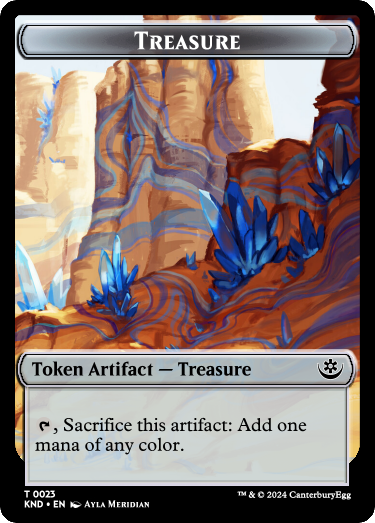 TREASURE
Token Artifact — Treasure
, Sacrifice this artifact: Add one
mana of any color.
T 0023
KND • EN AYLA MERIDIAN
™ & © 2024 CanterburyEgg